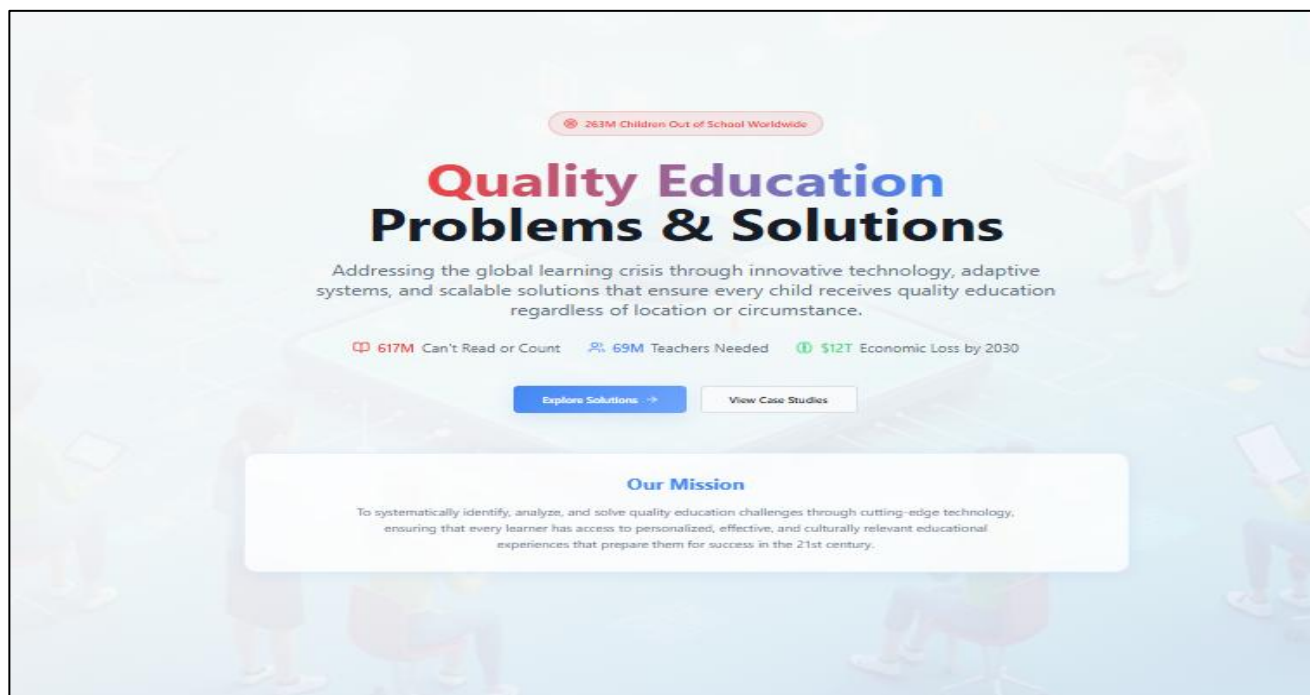 263M Children Out of School Worldwide
Quality Education
Problems & Solutions
Addressing the global learning crisis through innovative technology, adaptive
systems, and scalable solutions that ensure every child receives quality education
regardless of location or circumstance.
617M Can't Read or Count 69M Teachers Needed $12T Economic Loss by 2030
Explore Solutions → View Case Studies
Our Mission
To systematically identify, analyze, and solve quality education challenges through cutting-edge technology,
ensuring that every learner has access to personalized, effective, and culturally relevant educational
experiences that prepare them for success in the 21st century.